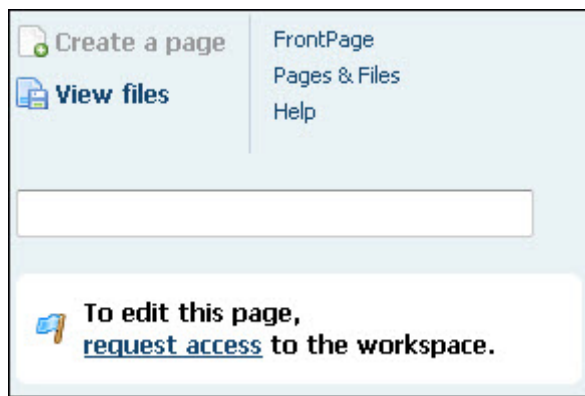 Create a page
View files
FrontPage
Pages & Files
Help
To edit this page,
request access to the workspace.